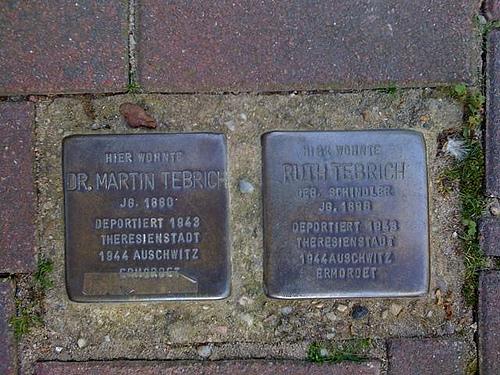 HIER WOHNTE
DR. MARTIN TEBRICH
JG. 1880
DEPORTIERT 1943
THERESIENSTADT
1944 AUSCHWITZ
ERMORDET
HIER WOHNTE
RUTH TEBRICH
GEB. SCHINDLER
JG. 1898
DEPORTIERT 1943
THERESIENSTADT
1944 AUSCHWITZ
ERMORDET